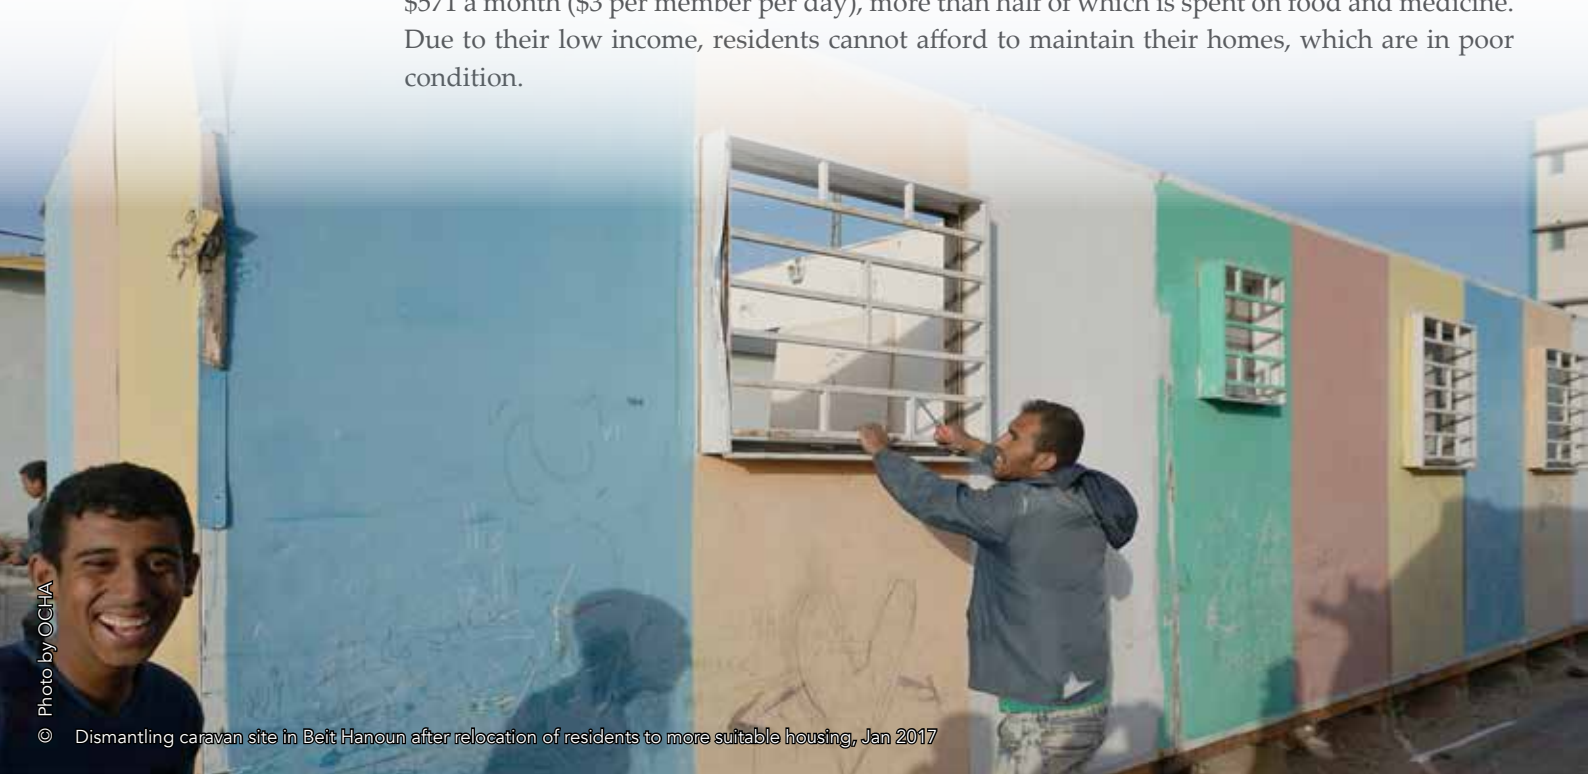 $571 a month ($3 per member per day), more than half of which is spent on food and medicine.
Due to their low income, residents cannot afford to maintain their homes, which are in poor
condition.
© Photo by OCHA
Dismantling caravan site in Beit Hanoun after relocation of residents to more suitable housing, Jan 2017